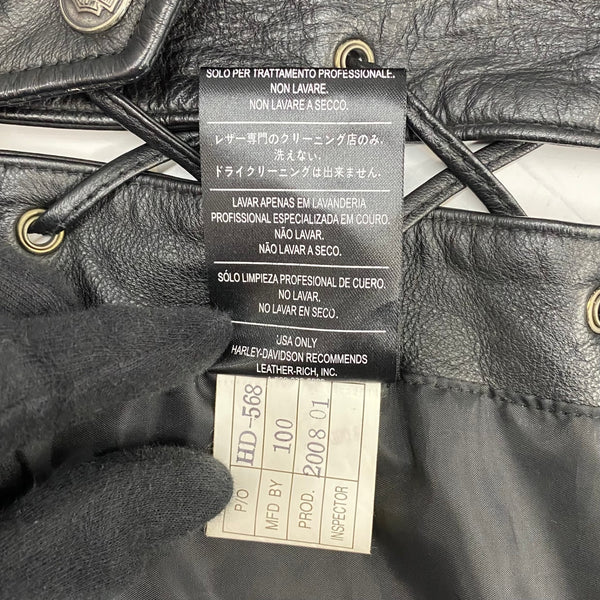 SOLO PER TRATTAMENTO PROFESSIONALE.
NON LAVARE.
NON LAVARE A SECCO.
レザー専門のクリーニング店のみ.
洗えない.
ドライクリーニングは出来ません.
LAVAR APENAS EM LAVANDERIA
PROFISSIONAL ESPECIALIZADA EM COURO.
NÃO LAVAR
NÃO LAVAR A SECO.
SÓLO LIMPIEZA PROFESIONAL DE CUERO.
NO LAVAR.
NO LAVAR EN SECO.
USA ONLY
HARLEY-DAVIDSON RECOMMENDS
LEATHER-RICH, INC.
P/O HD-568
MFD BY 100
PROD. 2008 01
INSPECTOR